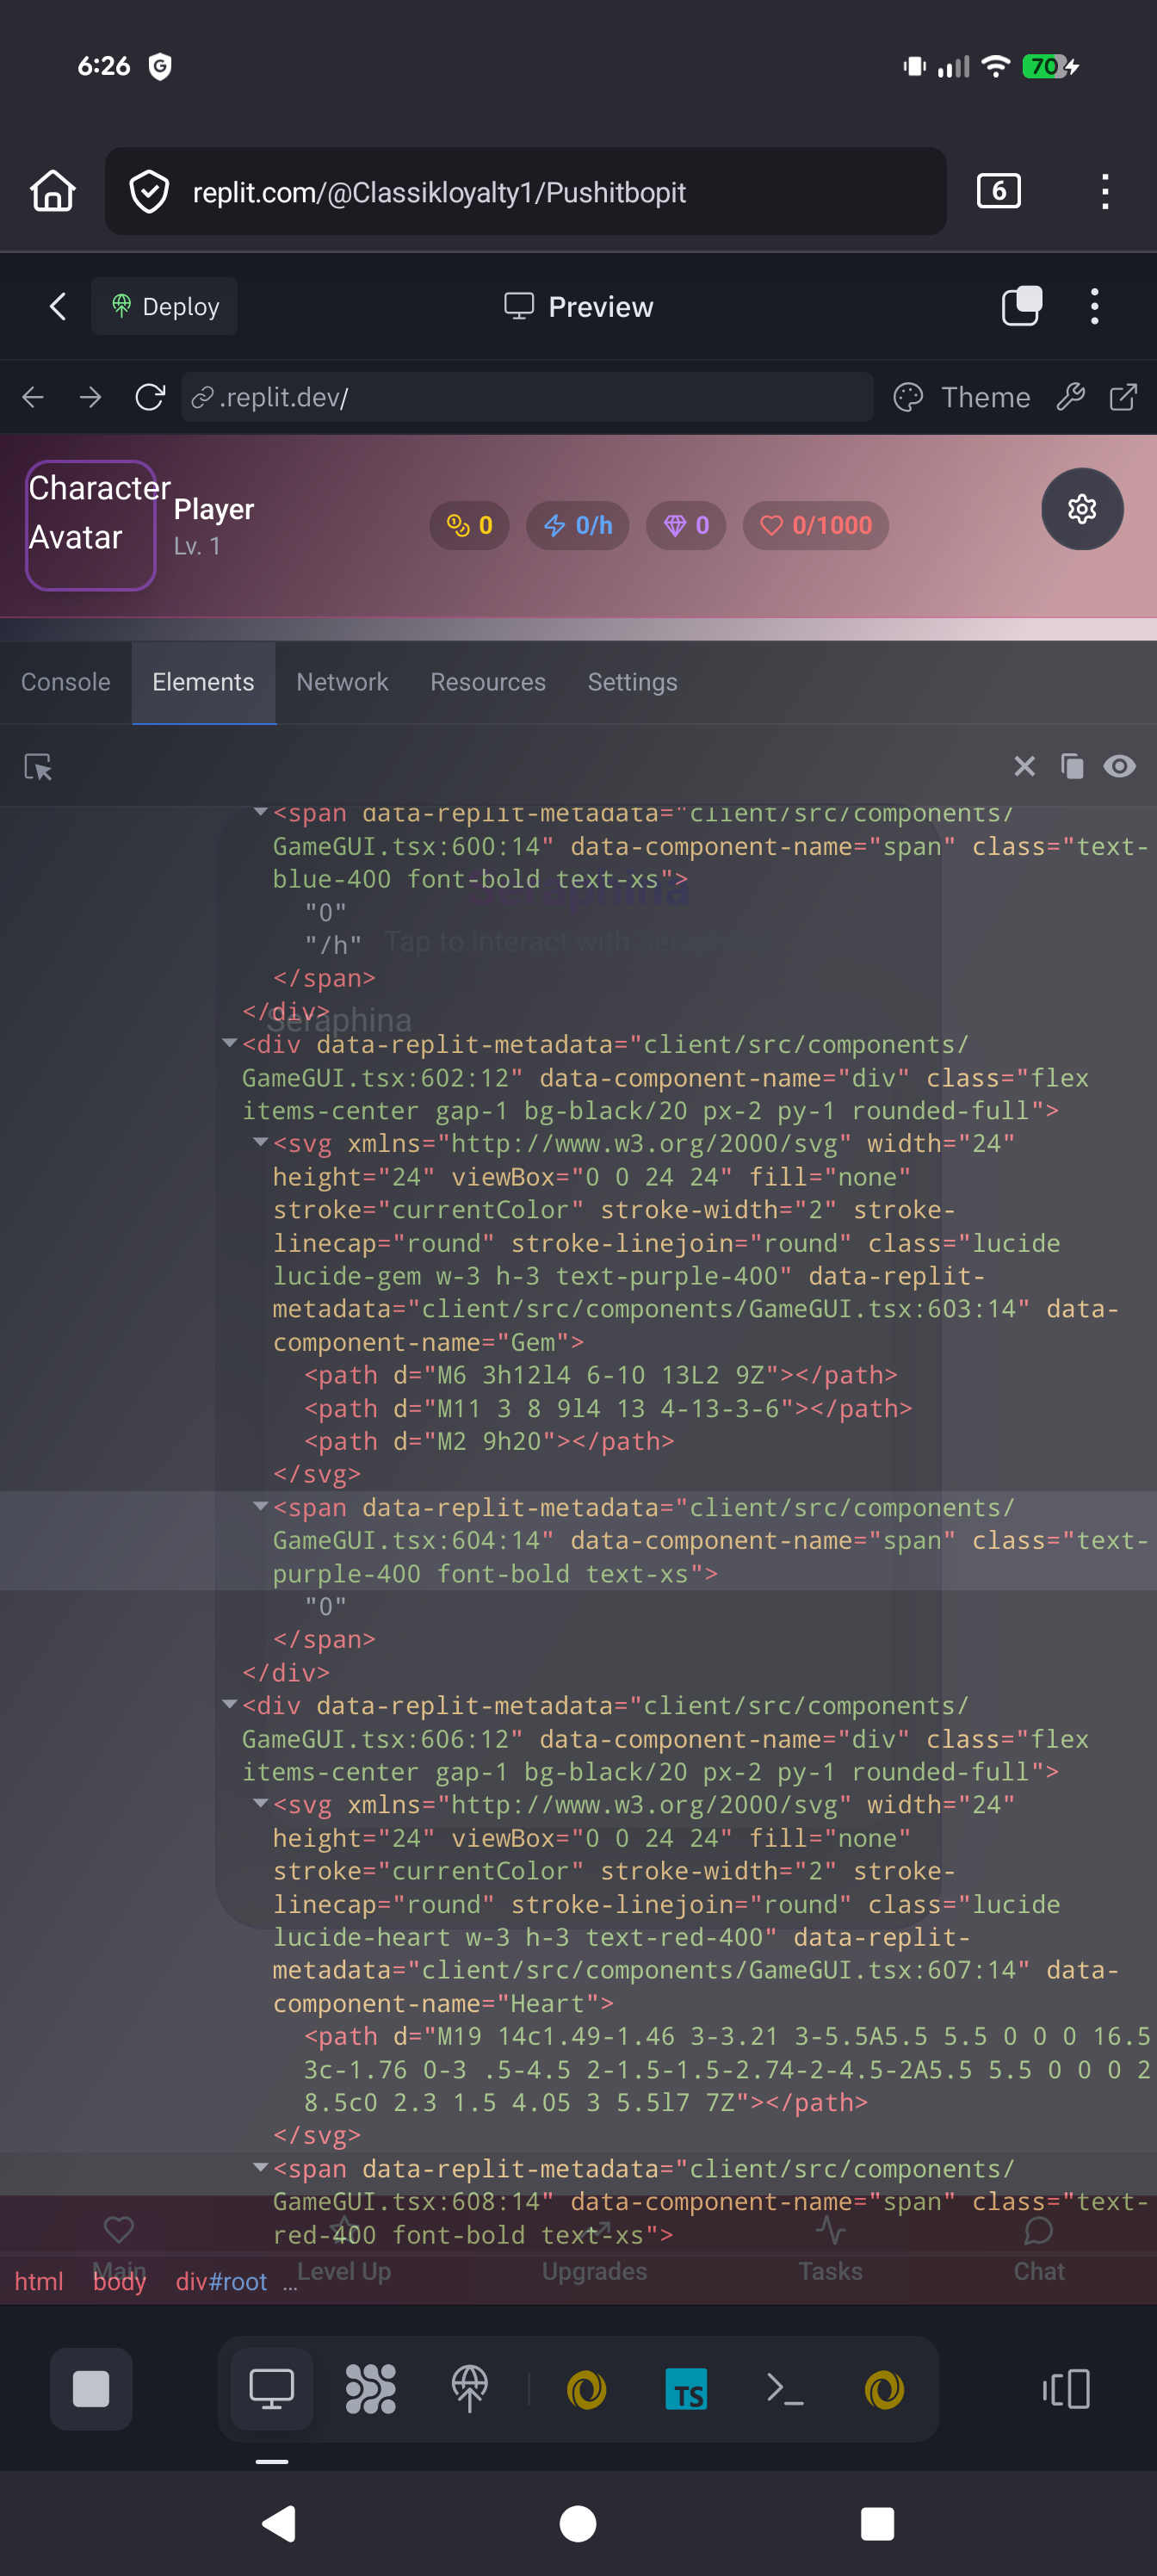 6:26
70
replit.com/@Classikloyalty1/Pushitbopit
6
Deploy
Preview
.replit.dev/
Theme
Character
Avatar
Player
Lv. 1
0
0/h
0
0/1000
Console
Elements
Network
Resources
Settings
<span data-replit-metadata="client/src/components/
GameGUI.tsx:600:14" data-component-name="span" class="text-
blue-400 font-bold text-xs">
Seraphina
"0"
"/h"
Tap to interact with
</span>
</div>
Seraphina
<div data-replit-metadata="client/src/components/
GameGUI.tsx:602:12" data-component-name="div" class="flex
items-center gap-1 bg-black/20 px-2 py-1 rounded-full">
<svg xmlns="http://www.w3.org/2000/svg" width="24"
height="24" viewBox="0 0 24 24" fill="none"
stroke="currentColor" stroke-width="2" stroke-
linecap="round" stroke-linejoin="round" class="lucide
lucide-gem w-3 h-3 text-purple-400" data-replit-
metadata="client/src/components/GameGUI.tsx:603:14" data-
component-name="Gem">
<path d="M6 3h12l4 6-10 13L2 9Z"></path>
<path d="M11 3 8 9l4 13 4-13-3-6"></path>
<path d="M2 9h20"></path>
</svg>
<span data-replit-metadata="client/src/components/
GameGUI.tsx:604:14" data-component-name="span" class="text-
purple-400 font-bold text-xs">
"0"
</span>
</div>
<div data-replit-metadata="client/src/components/
GameGUI.tsx:606:12" data-component-name="div" class="flex
items-center gap-1 bg-black/20 px-2 py-1 rounded-full">
<svg xmlns="http://www.w3.org/2000/svg" width="24"
height="24" viewBox="0 0 24 24" fill="none"
stroke="currentColor" stroke-width="2" stroke-
linecap="round" stroke-linejoin="round" class="lucide
lucide-heart w-3 h-3 text-red-400" data-replit-
metadata="client/src/components/GameGUI.tsx:607:14" data-
component-name="Heart">
<path d="M19 14c1.49-1.46 3-3.21 3-5.5A5.5 5.5 0 0 0 16.5
3c-1.76 0-3 .5-4.5 2-1.5-1.5-2.74-2-4.5-2A5.5 5.5 0 0 0 2
8.5c0 2.3 1.5 4.05 3 5.5l7 7Z"></path>
</svg>
<span data-replit-metadata="client/src/components/
GameGUI.tsx:608:14" data-component-name="span" class="text-
red-400 font-bold text-xs">
Main
Level Up
Upgrades
Tasks
Chat
html body div#root ...
TS